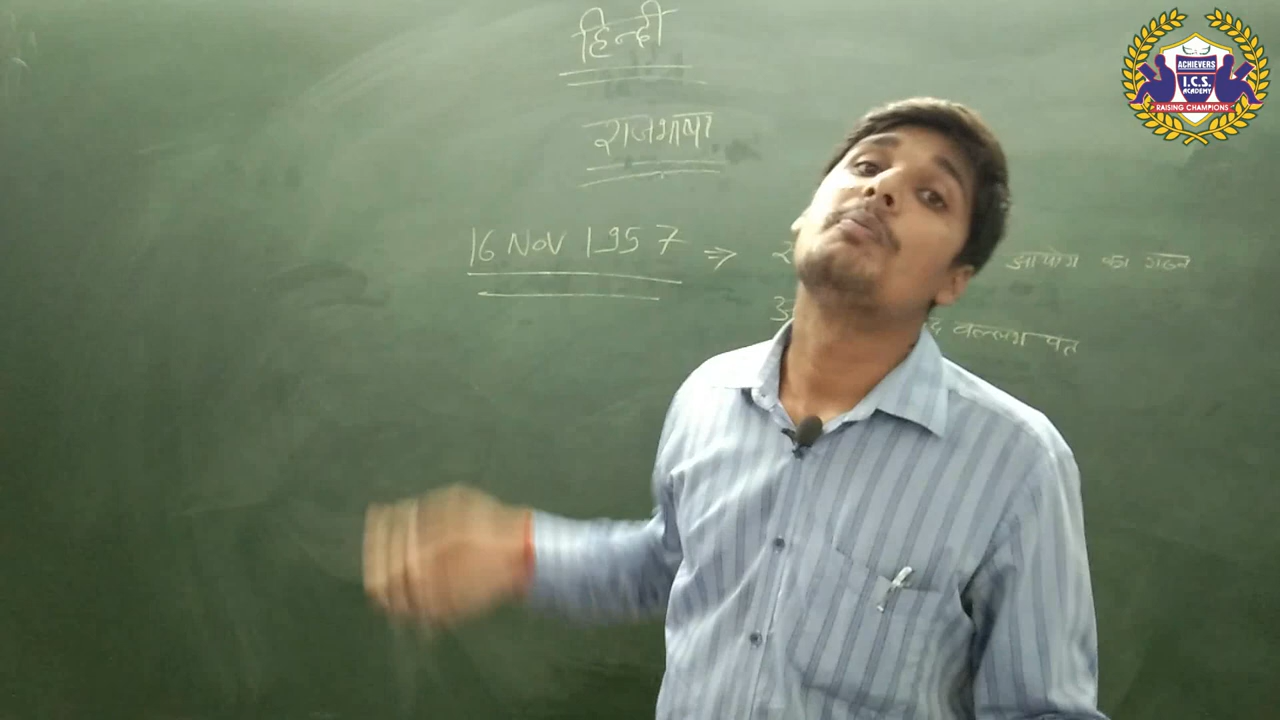 हिन्दी
राजभाषा
16 Nov 1957 ⇒ आयोग का गठन
वल्लभ पंत
ACHIEVERS
I.C.S.
ACADEMY
RAISING CHAMPIONS